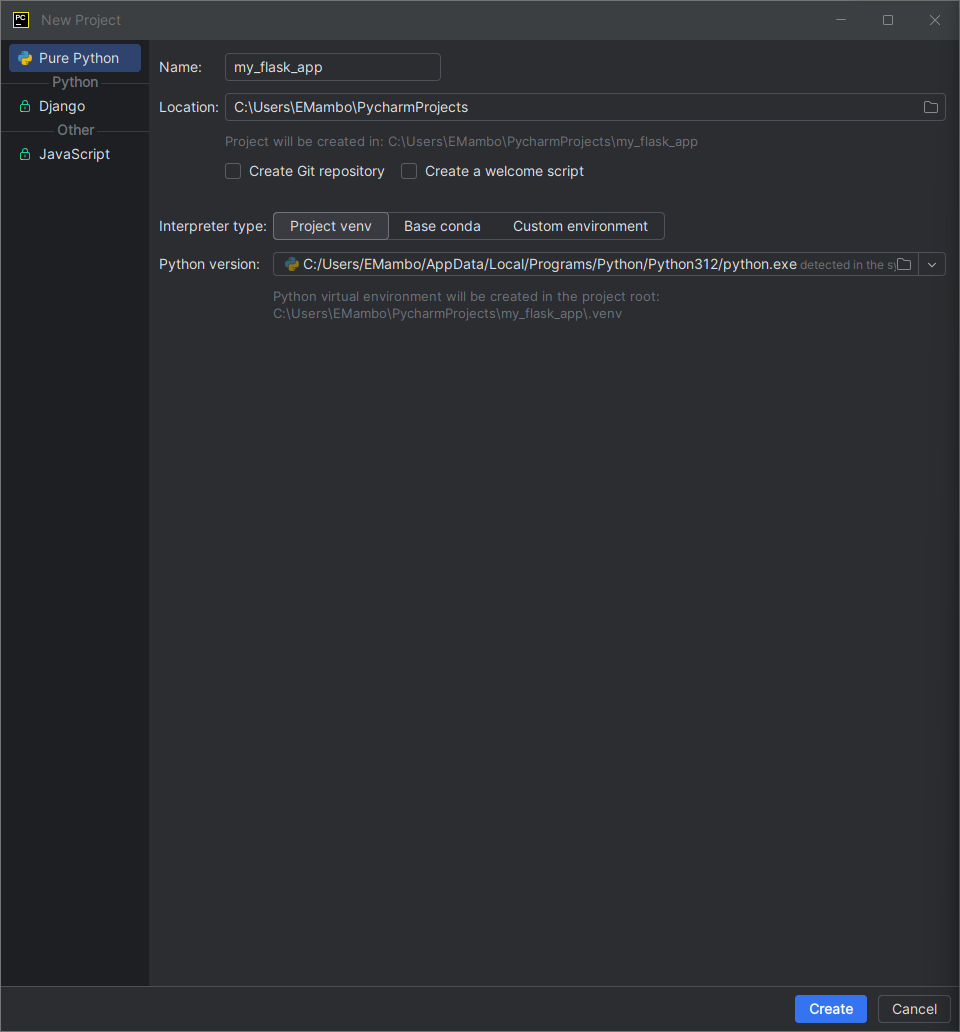 PC New Project
Pure Python
Python
Django
Other
JavaScript
Name: my_flask_app
Location: C:\Users\EMambo\PycharmProjects
Project will be created in: C:\Users\EMambo\PycharmProjects\my_flask_app
Create Git repository Create a welcome script
Interpreter type: Project venv Base conda Custom environment
Python version: C:/Users/EMambo/AppData/Local/Programs/Python/Python312/python.exe detected in the sy
Python virtual environment will be created in the project root:
C:\Users\EMambo\PycharmProjects\my_flask_app\.venv
Create Cancel